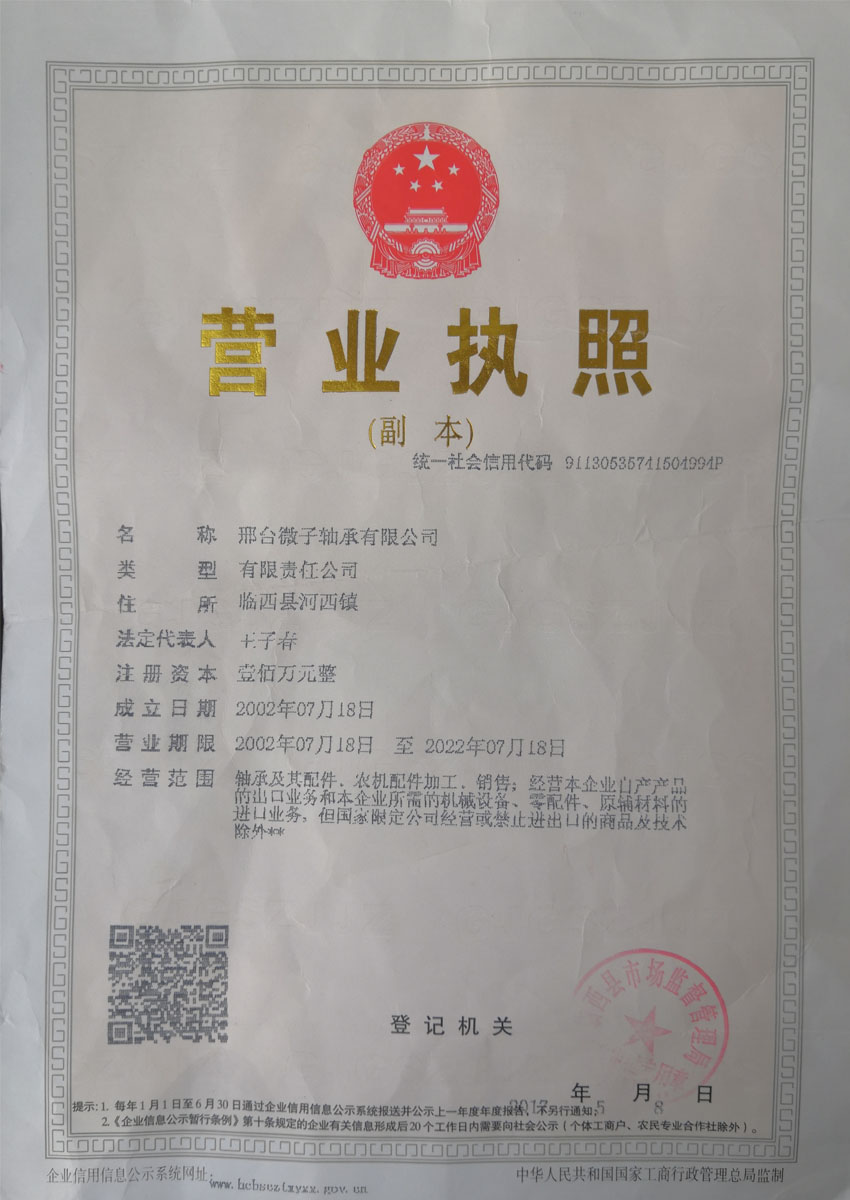 营业执照
(副 本)
统一社会信用代码 91130535741504994P
名 称 邢台微子轴承有限公司
类 型 有限责任公司
住 所 临西县河西镇
法定代表人 王子春
注册资本 壹佰万元整
成立日期 2002年07月18日
营业期限 2002年07月18日 至 2022年07月18日
经营范围 轴承及其配件、农机配件加工、销售；经营本企业自产产品
的出口业务和本企业所需的机械设备、零配件、原辅材料的
进口业务，但国家限定公司经营或禁止进出口的商品及技术
除外**
西县市场监督管理局
登记机关
年 月 日
2017 5 8
提示：1. 每年1月1日至6月30日通过企业信用信息公示系统报送并公示上一年度年度报告，不另行通知；
2.《企业信息公示暂行条例》第十条规定的企业有关信息形成后20个工作日内需要向社会公示（个体工商户、农民专业合作社除外）。
企业信用信息公示系统网址：
中华人民共和国国家工商行政管理总局监制